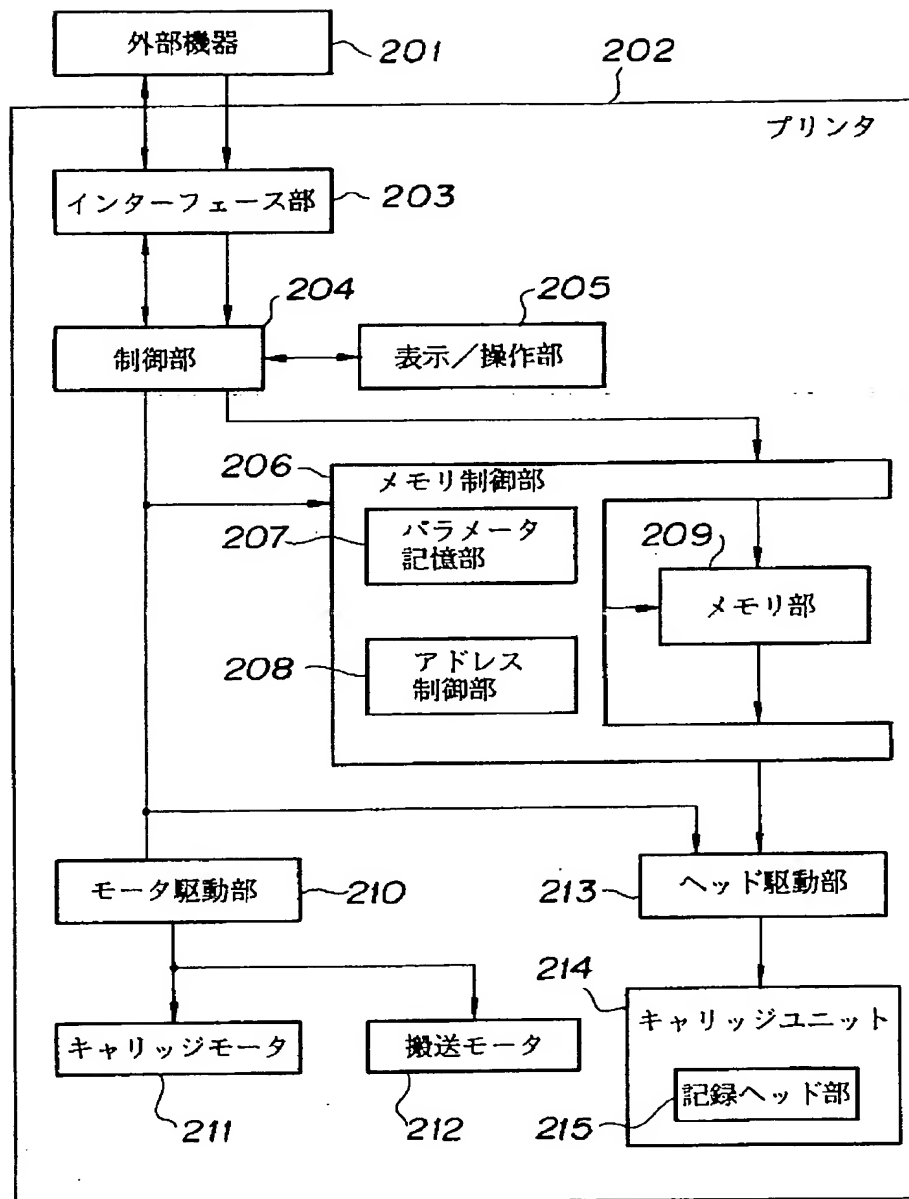 外部機器
201
202
プリンタ
インターフェース部
203
204
205
制御部
表示／操作部
206
メモリ制御部
207
パラメータ
記憶部
209
メモリ部
208
アドレス
制御部
モータ駆動部
210
213
ヘッド駆動部
214
キャリッジユニット
キャリッジモータ
搬送モータ
211
212
215
記録ヘッド部